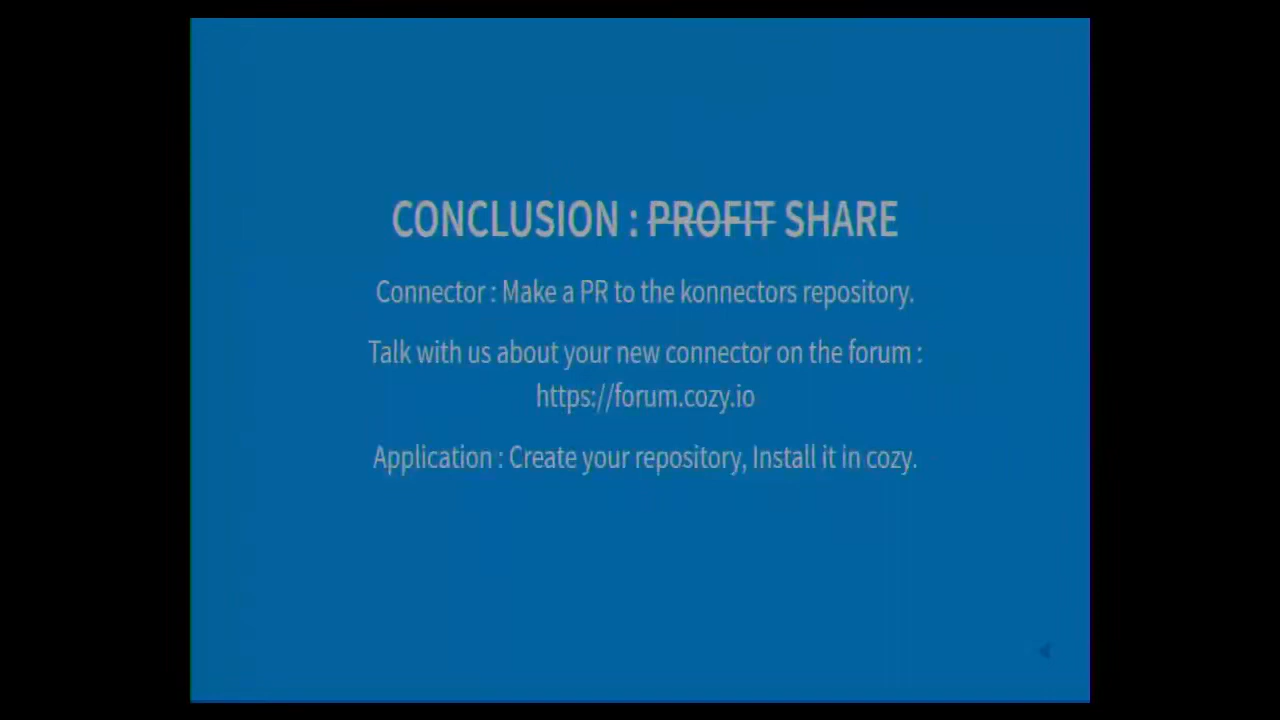 CONCLUSION : PROFIT SHARE
Connector : Make a PR to the konnectors repository.
Talk with us about your new connector on the forum :
https://forum.cozy.io
Application : Create your repository, Install it in cozy.